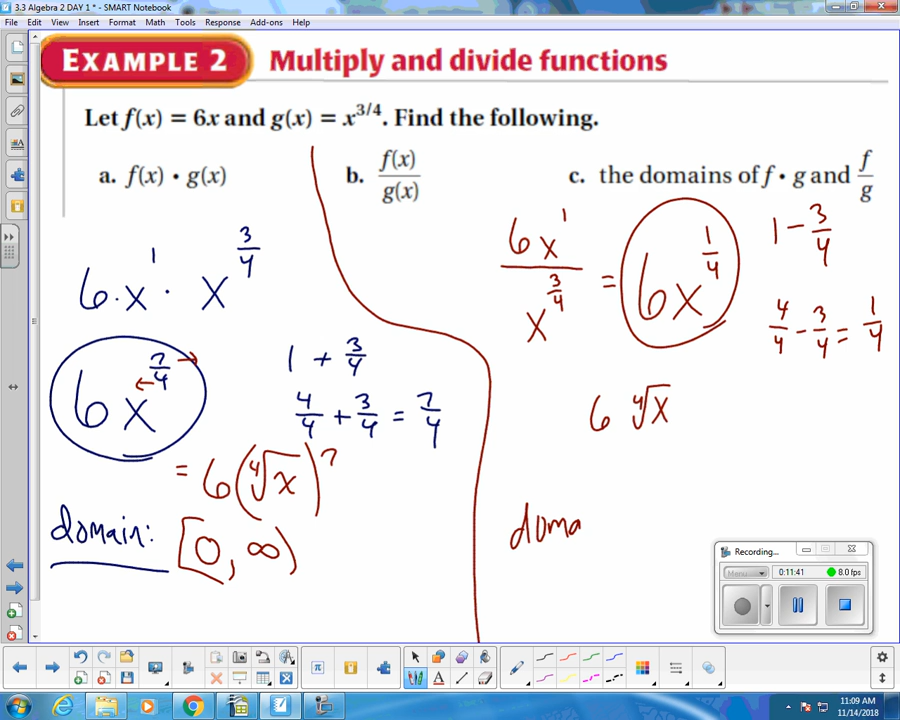 3.3 Algebra 2 DAY 1 * - SMART Notebook
File Edit View Insert Format Math Tools Response Add-ons Help
EXAMPLE 2 Multiply and divide functions
Let f(x) = 6x and g(x) = x^{3/4}. Find the following.
a. f(x) • g(x)
b. f(x)/g(x)
c. the domains of f • g and f/g
6 · x^1 · x^{3/4}
6x^{7/4}
1 + 3/4
4/4 + 3/4 = 7/4
= 6(∜x)^7
domain: [0, ∞)
6x^1/x^{3/4} = 6x^{1/4}
1 - 3/4
4/4 - 3/4 = 1/4
6 ∜x
doma
Recording...
Menu 0:11:41 8.0 fps
11:09 AM
11/14/2018